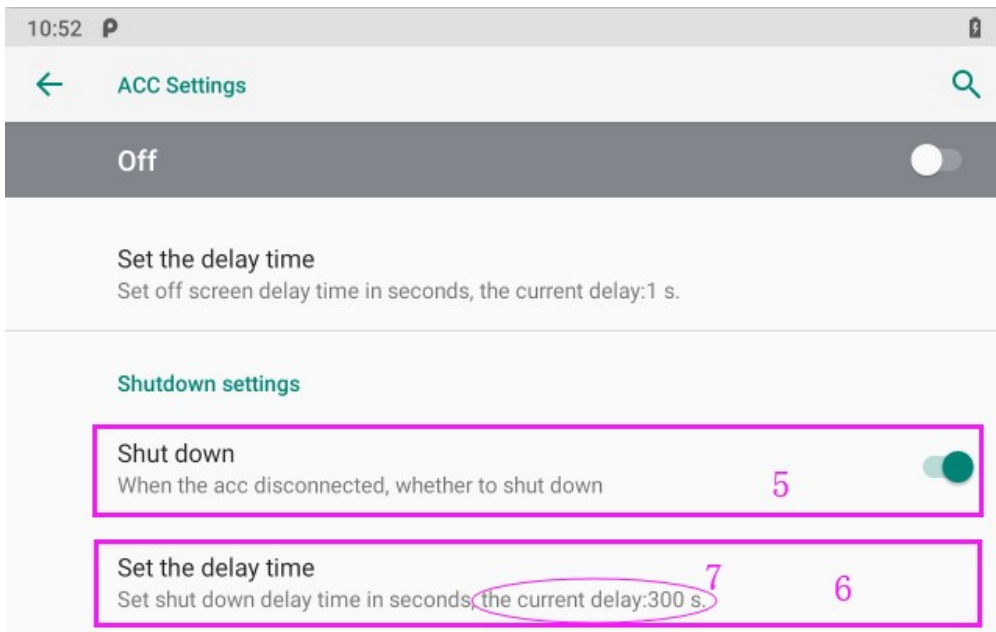 10:52
ACC Settings
Off
Set the delay time
Set off screen delay time in seconds, the current delay:1 s.
Shutdown settings
Shut down
When the acc disconnected, whether to shut down
5
Set the delay time
7
Set shut down delay time in seconds, the current delay:300 s.
6